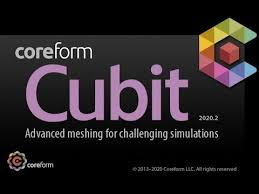 coreform
Cubit
2020.2
Advanced meshing for challenging simulations
coreform
© 2013-2020 Coreform LLC. All rights reserved